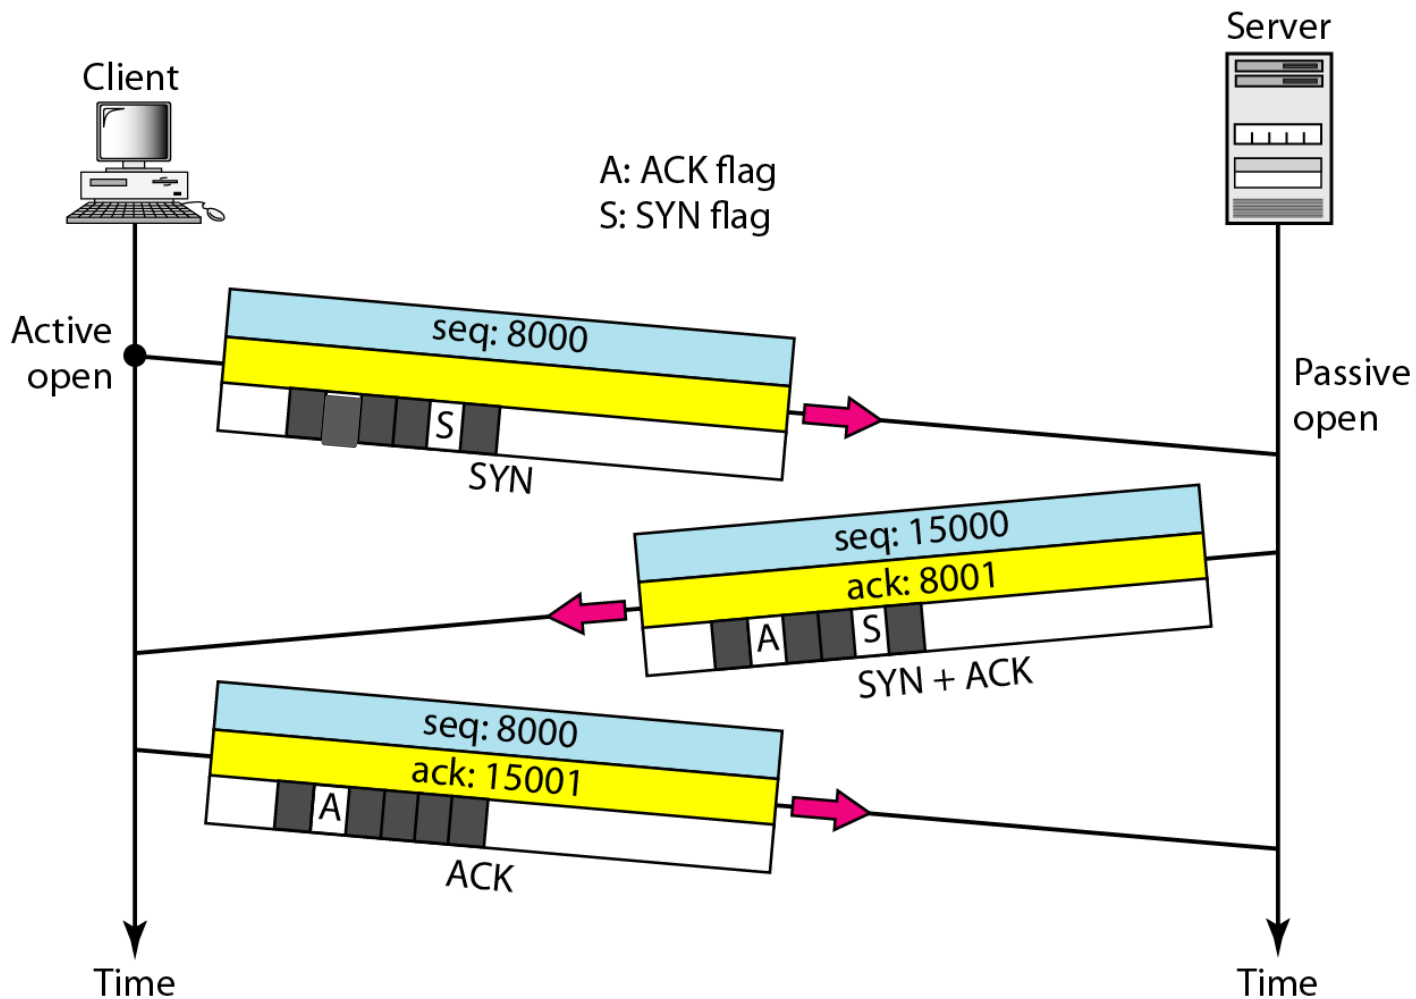 Server
Client
A: ACK flag
S: SYN flag
Active
open
seq: 8000
S
SYN
Passive
open
seq: 15000
ack: 8001
A
S
SYN + ACK
seq: 8000
ack: 15001
A
ACK
Time
Time